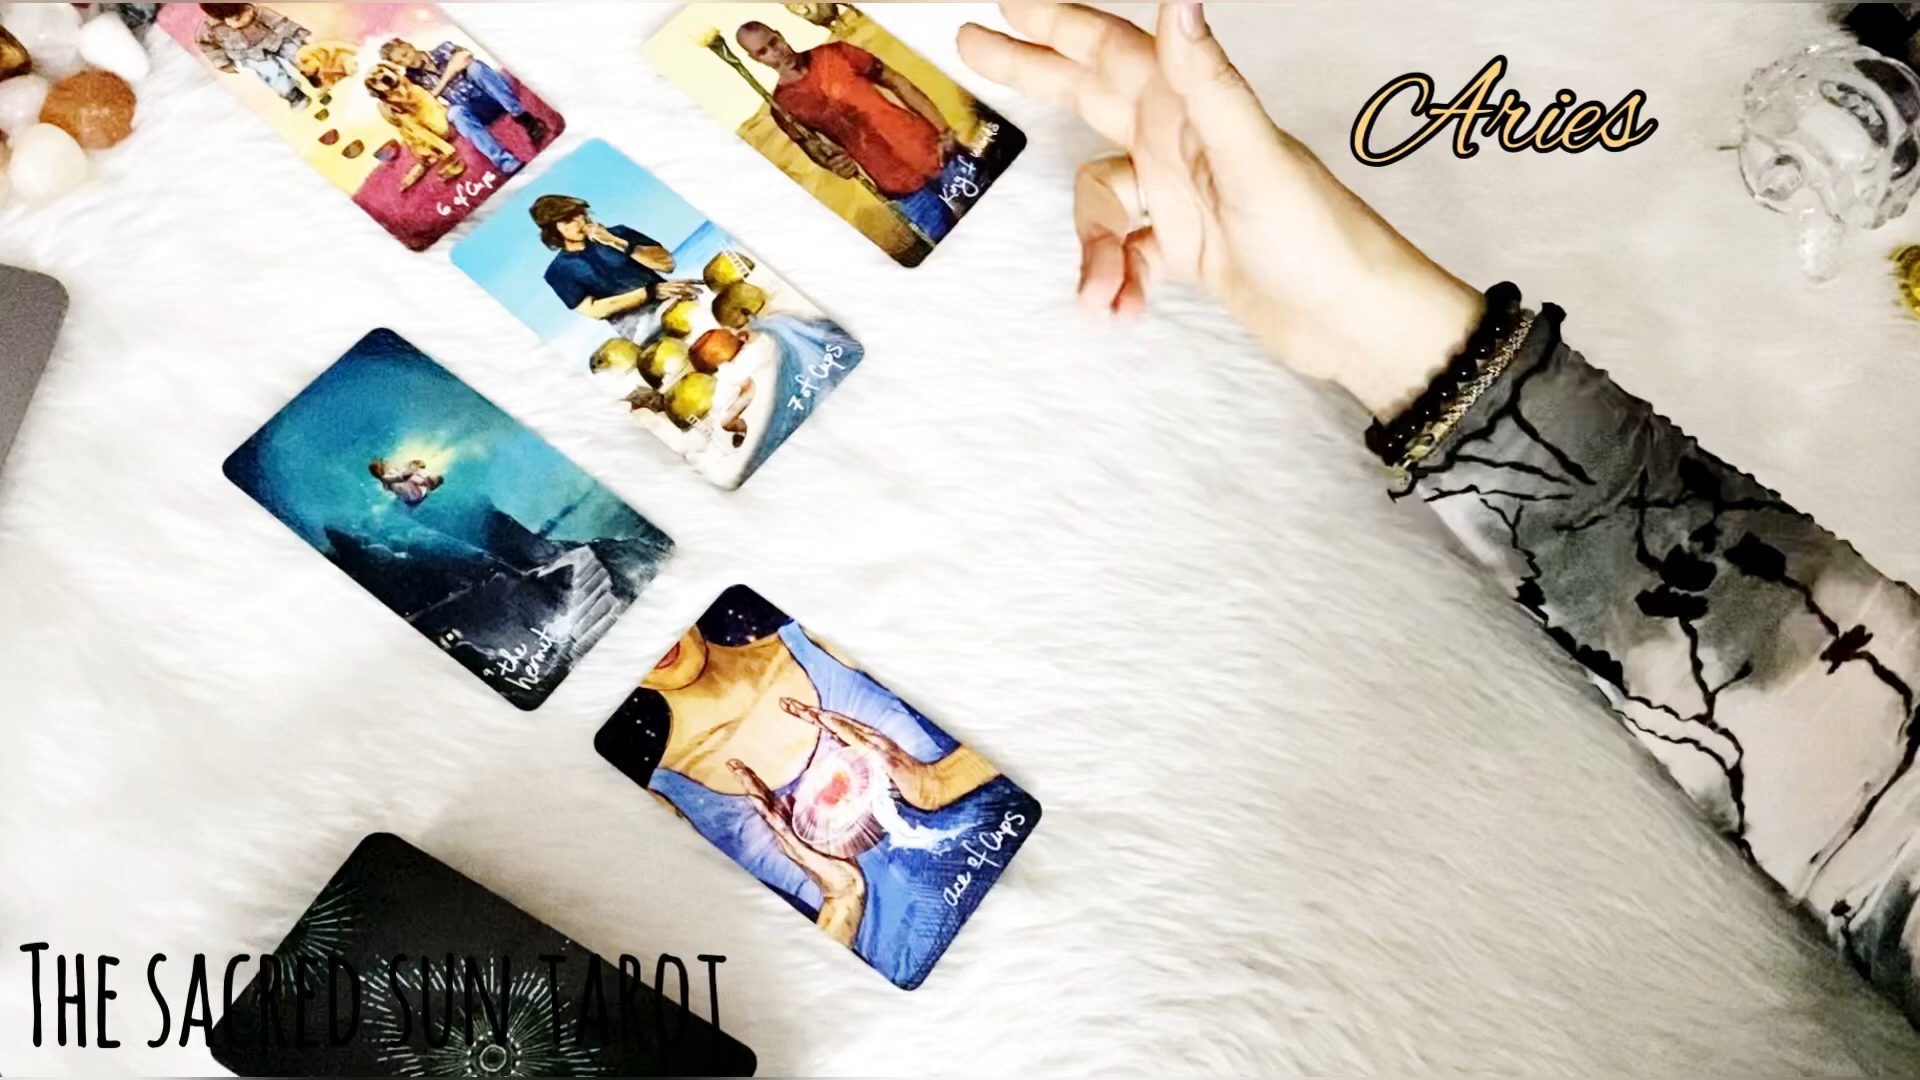 6 of Cups
King of Wands
Aries
7 of Cups
9. the
hermit
ace of Cups
The sacred sun tarot